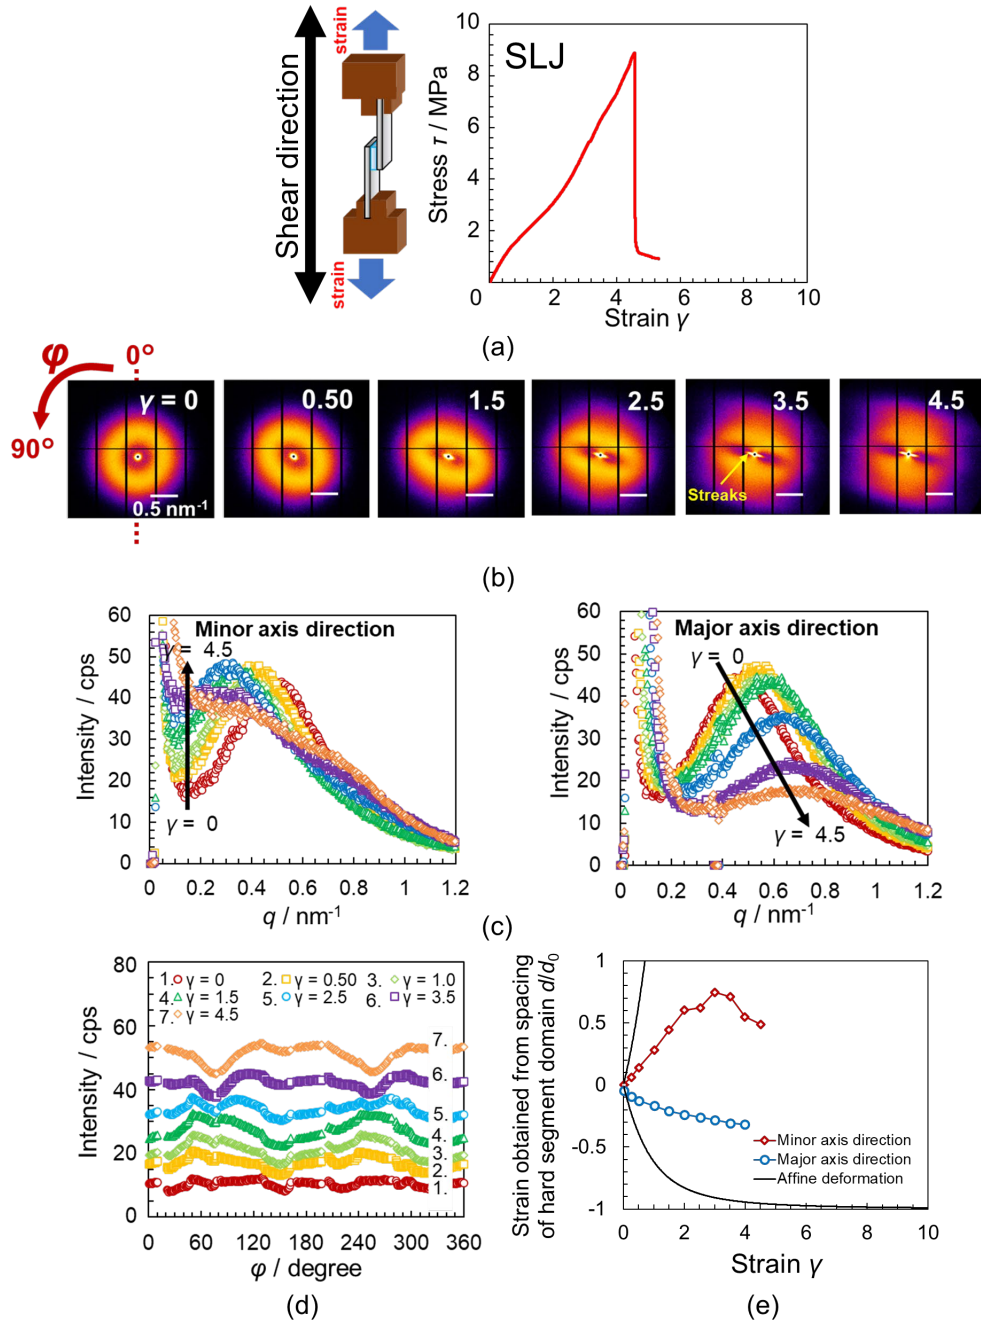 Shear direction
strain
strain
SLJ
Stress τ / MPa
10
8
6
4
2
0
0 2 4 6 8 10
Strain γ
(a)
φ
0°
90°
γ = 0
0.50
1.5
2.5
3.5
4.5
0.5 nm-1
Streaks
(b)
Minor axis direction
γ = 4.5
γ = 0
Intensity / cps
60
50
40
30
20
10
0
0 0.2 0.4 0.6 0.8 1 1.2
q / nm-1
Major axis direction
γ = 0
γ = 4.5
Intensity / cps
60
50
40
30
20
10
0
0 0.2 0.4 0.6 0.8 1 1.2
q / nm-1
(c)
1. γ = 0 2. γ = 0.50 3. γ = 1.0
4. γ = 1.5 5. γ = 2.5 6. γ = 3.5
7. γ = 4.5
7.
6.
5.
4.
3.
2.
1.
Intensity / cps
80
60
40
20
0
0 60 120 180 240 300 360
φ / degree
(d)
Strain obtained from spacing
of hard segment domain d/d0
1
0.5
0
-0.5
-1
Minor axis direction
Major axis direction
Affine deformation
0 2 4 6 8 10
Strain γ
(e)